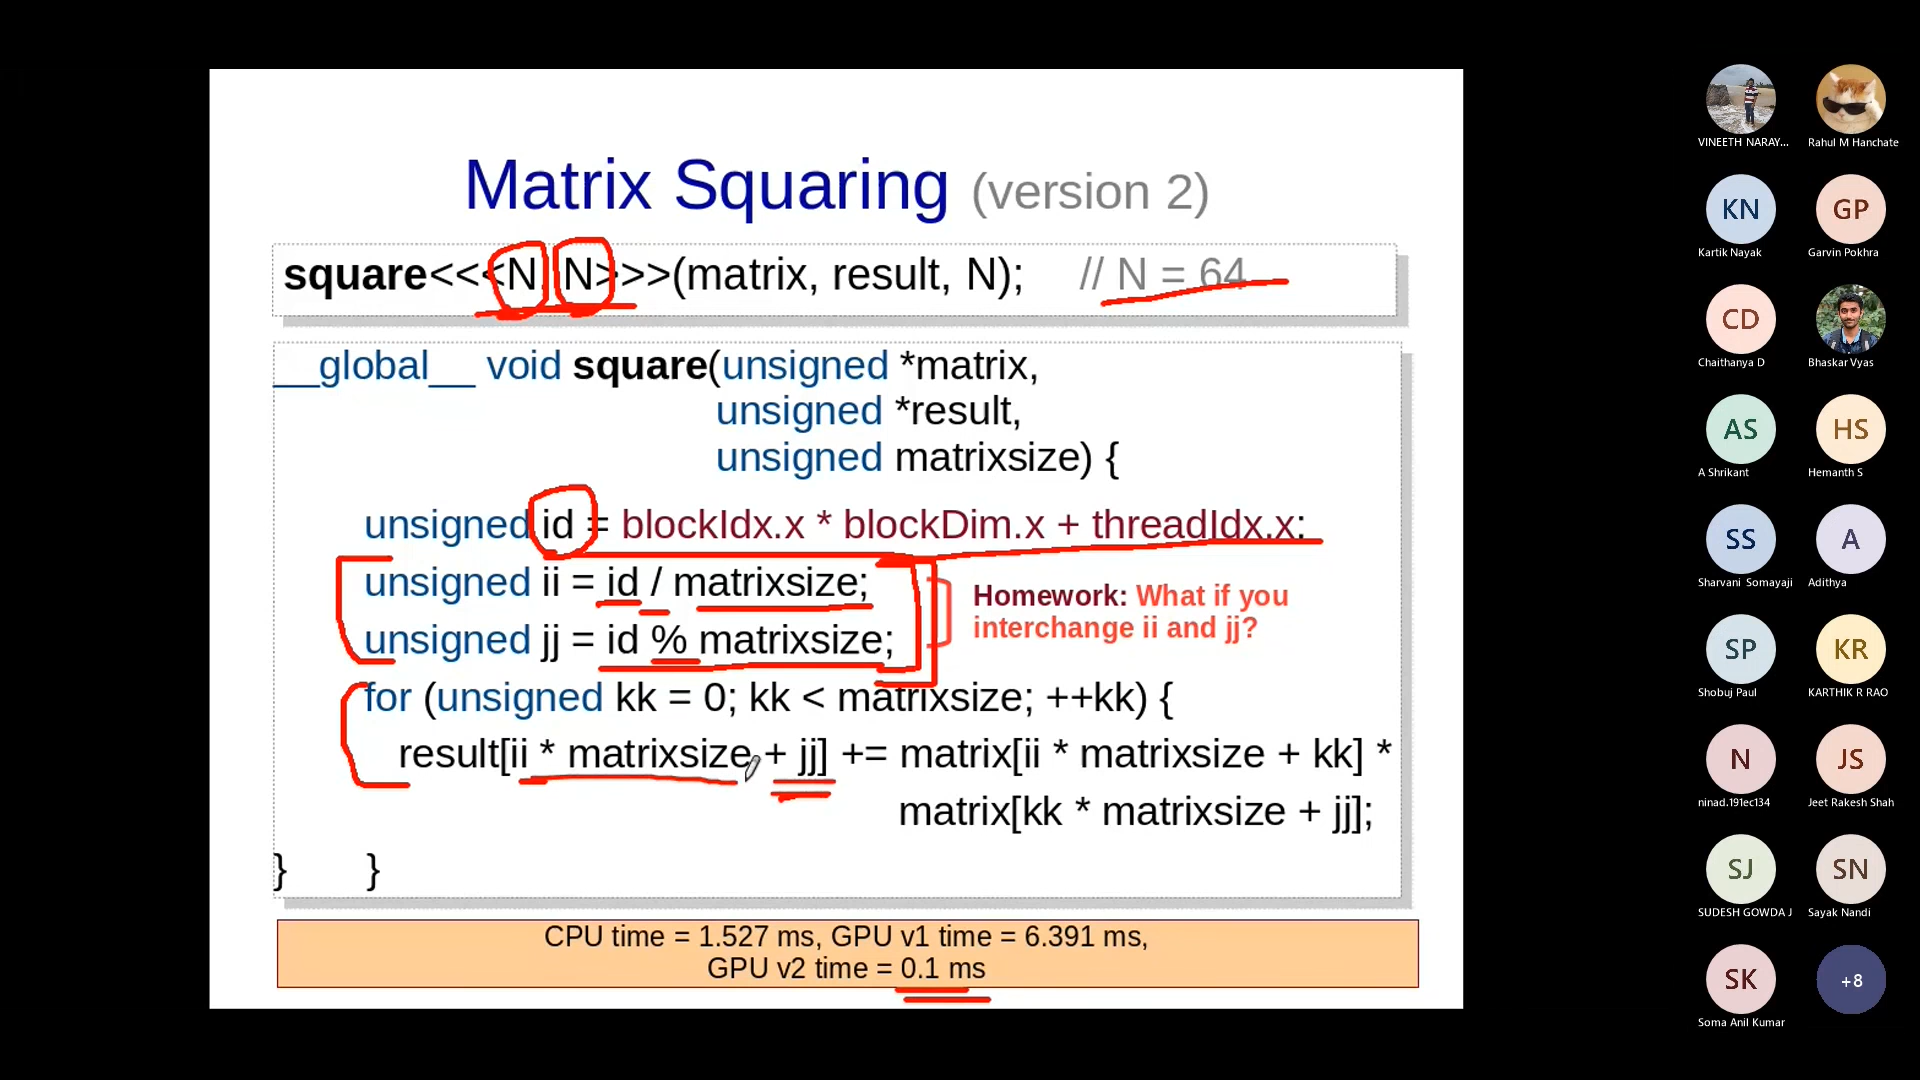 Matrix Squaring (version 2)
square<<<N, N>>>(matrix, result, N); // N = 64
__global__ void square(unsigned *matrix,
unsigned *result,
unsigned matrixsize) {
unsigned id = blockIdx.x * blockDim.x + threadIdx.x;
unsigned ii = id / matrixsize;
unsigned jj = id % matrixsize;
Homework: What if you
interchange ii and jj?
for (unsigned kk = 0; kk < matrixsize; ++kk) {
result[ii * matrixsize + jj] += matrix[ii * matrixsize + kk] *
matrix[kk * matrixsize + jj];
} }
CPU time = 1.527 ms, GPU v1 time = 6.391 ms,
GPU v2 time = 0.1 ms
VINEETH NARAY... Rahul M Hanchate
KN GP
Kartik Nayak Garvin Pokhra
CD
Chaithanya D Bhaskar Vyas
AS HS
A Shrikant Hemanth S
SS A
Sharvani Somayaji Adithya
SP KR
Shobuj Paul KARTHIK R RAO
N JS
ninad.191ec134 Jeet Rakesh Shah
SJ SN
SUDESH GOWDA J Sayak Nandi
SK +8
Soma Anil Kumar